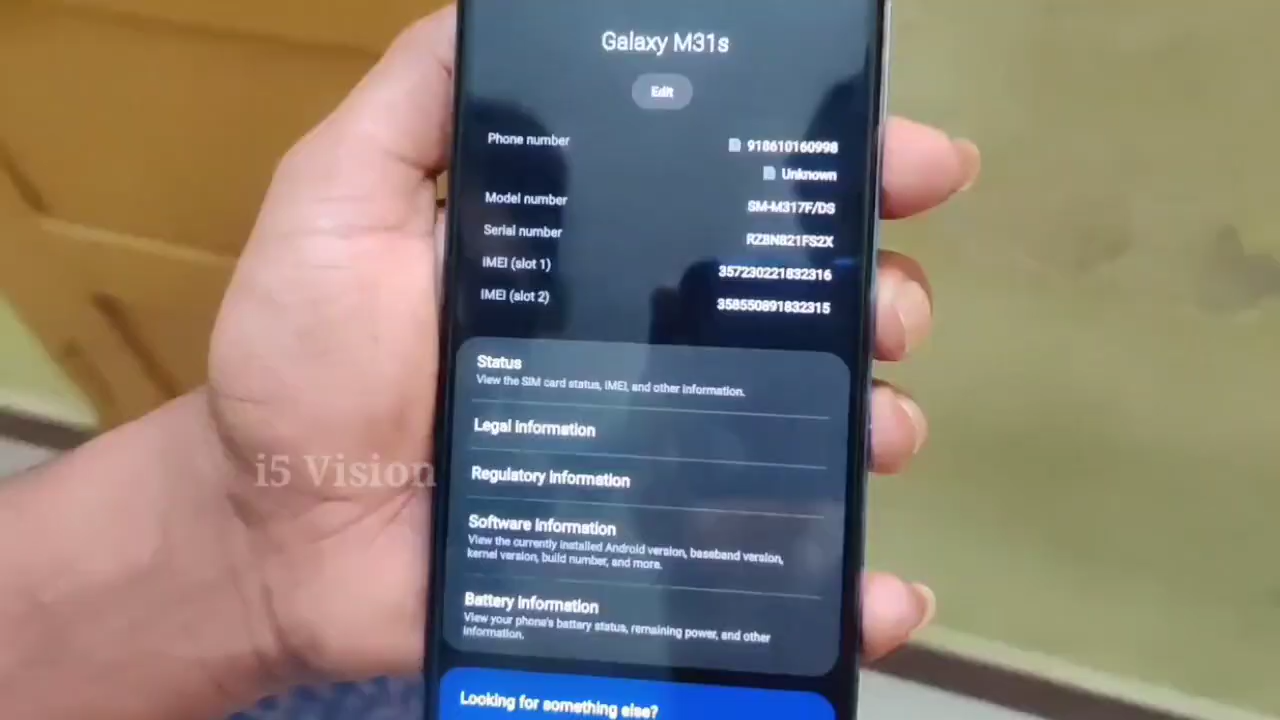 Galaxy M31s
Edit
Phone number
918610160998
Unknown
Model number
SM-M317F/DS
Serial number
RZ8N821FS2X
IMEI (slot 1)
357230221832316
IMEI (slot 2)
358550891832315
Status
View the SIM card status, IMEI, and other information.
Legal information
Regulatory information
Software information
View the currently installed Android version, baseband version,
kernel version, build number, and more.
Battery information
View your phone's battery status, remaining power, and other
information.
Looking for something else?
i5 Vision